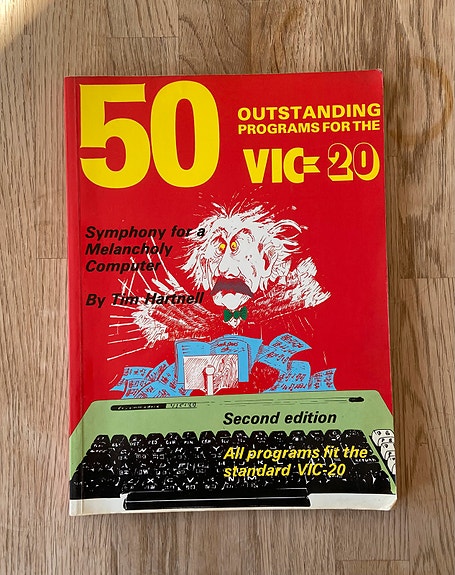 50
OUTSTANDING
PROGRAMS FOR THE
VIC-20
Symphony for a
Melancholy
Computer
By Tim Hartnell
commodore VIC-20
Second edition
All programs fit the
standard VIC-20